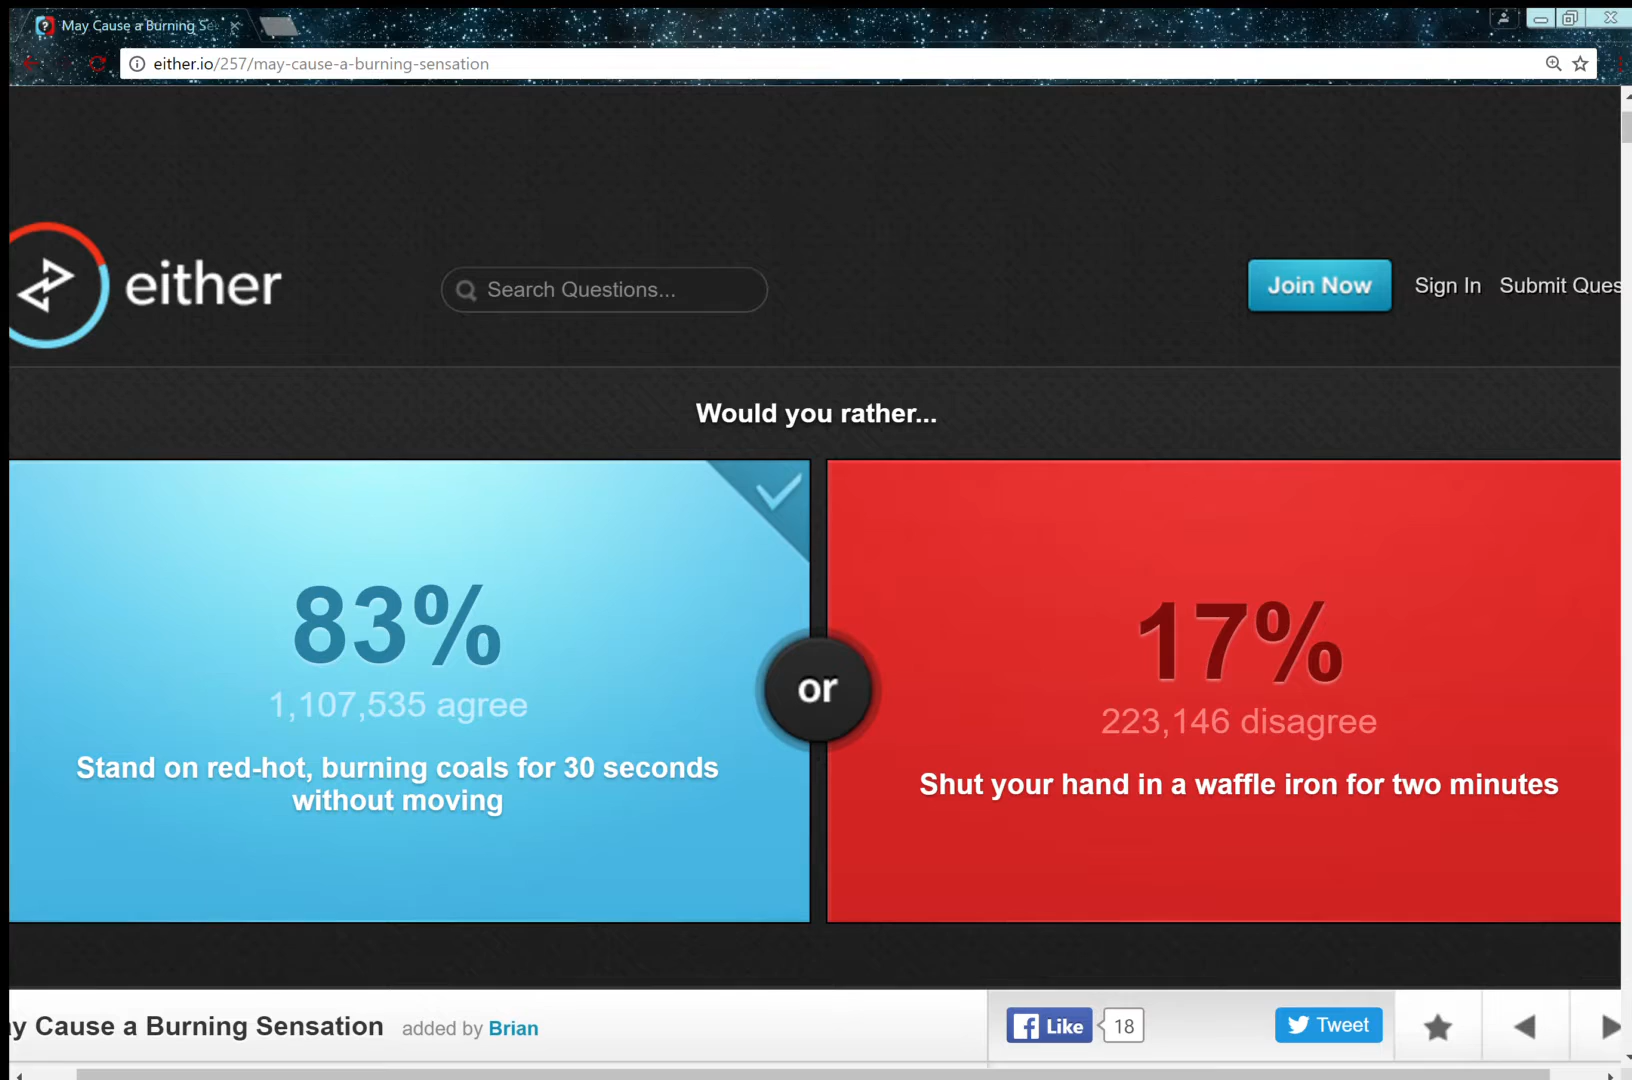 May Cause a Burning Se
either.io/257/may-cause-a-burning-sensation
either
Search Questions...
Join Now
Sign In
Submit Ques
Would you rather...
83%
1,107,535 agree
Stand on red-hot, burning coals for 30 seconds
without moving
or
17%
223,146 disagree
Shut your hand in a waffle iron for two minutes
y Cause a Burning Sensation added by Brian
Like
18
Tweet